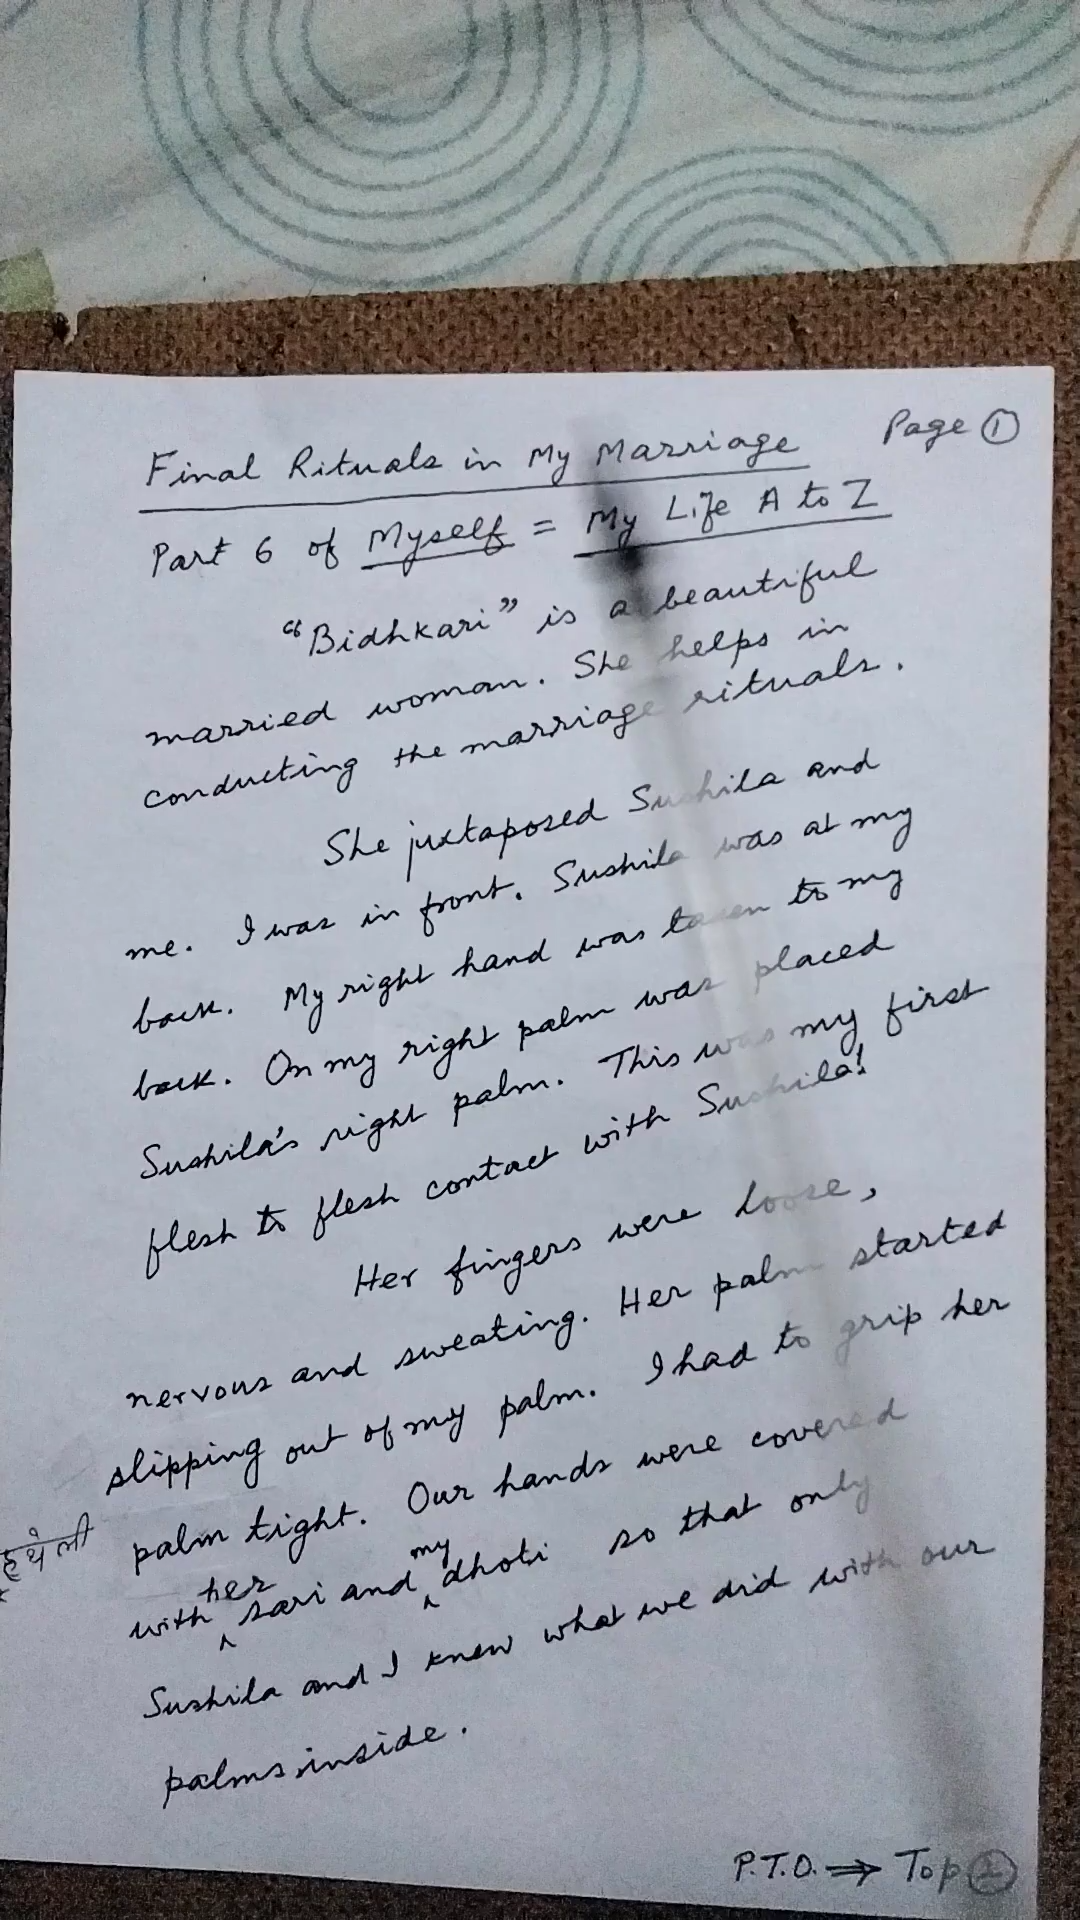 Page ①
Final Rituals in My Marriage
Part 6 of Myself = My Life A to Z
"Bidhkari" is a beautiful
married woman. She helps in
conducting the marriage rituals.
She juxtaposed Sushila and
me. I was in front. Sushila was at my
back. My right hand was taken to my
back. On my right palm was placed
Sushila's right palm. This was my first
flesh to flesh contact with Sushila!
Her fingers were loose,
nervous and sweating. Her palm started
slipping out of my palm. I had to grip her
palm tight. Our hands were covered
हथेली
with her sari and my dhoti so that only
Sushila and I knew what we did with our
palms inside.
P.T.O. ⇒ Top ②